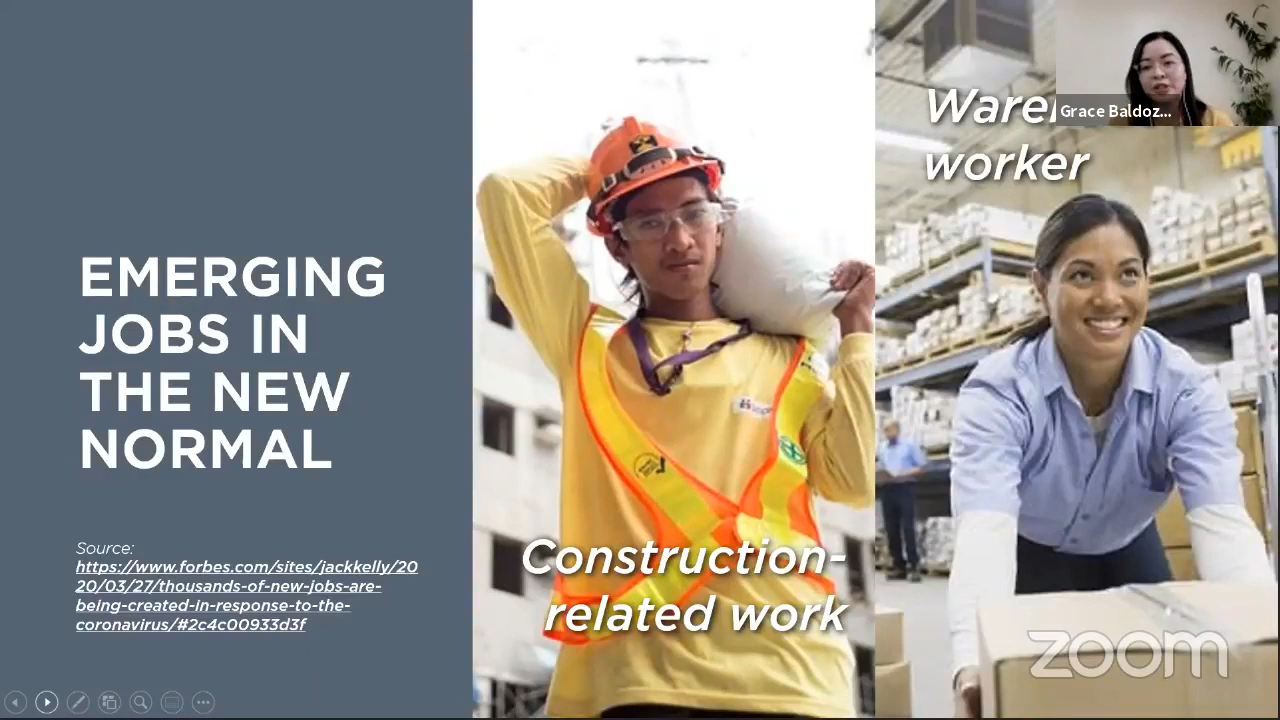 EMERGING
JOBS IN
THE NEW
NORMAL
Source:
https://www.forbes.com/sites/jackkelly/20
20/03/27/thousands-of-new-jobs-are-
being-created-in-response-to-the-
coronavirus/#2c4c00933d3f
Construction-
related work
Ware
worker
Grace Baldoz...
zoom